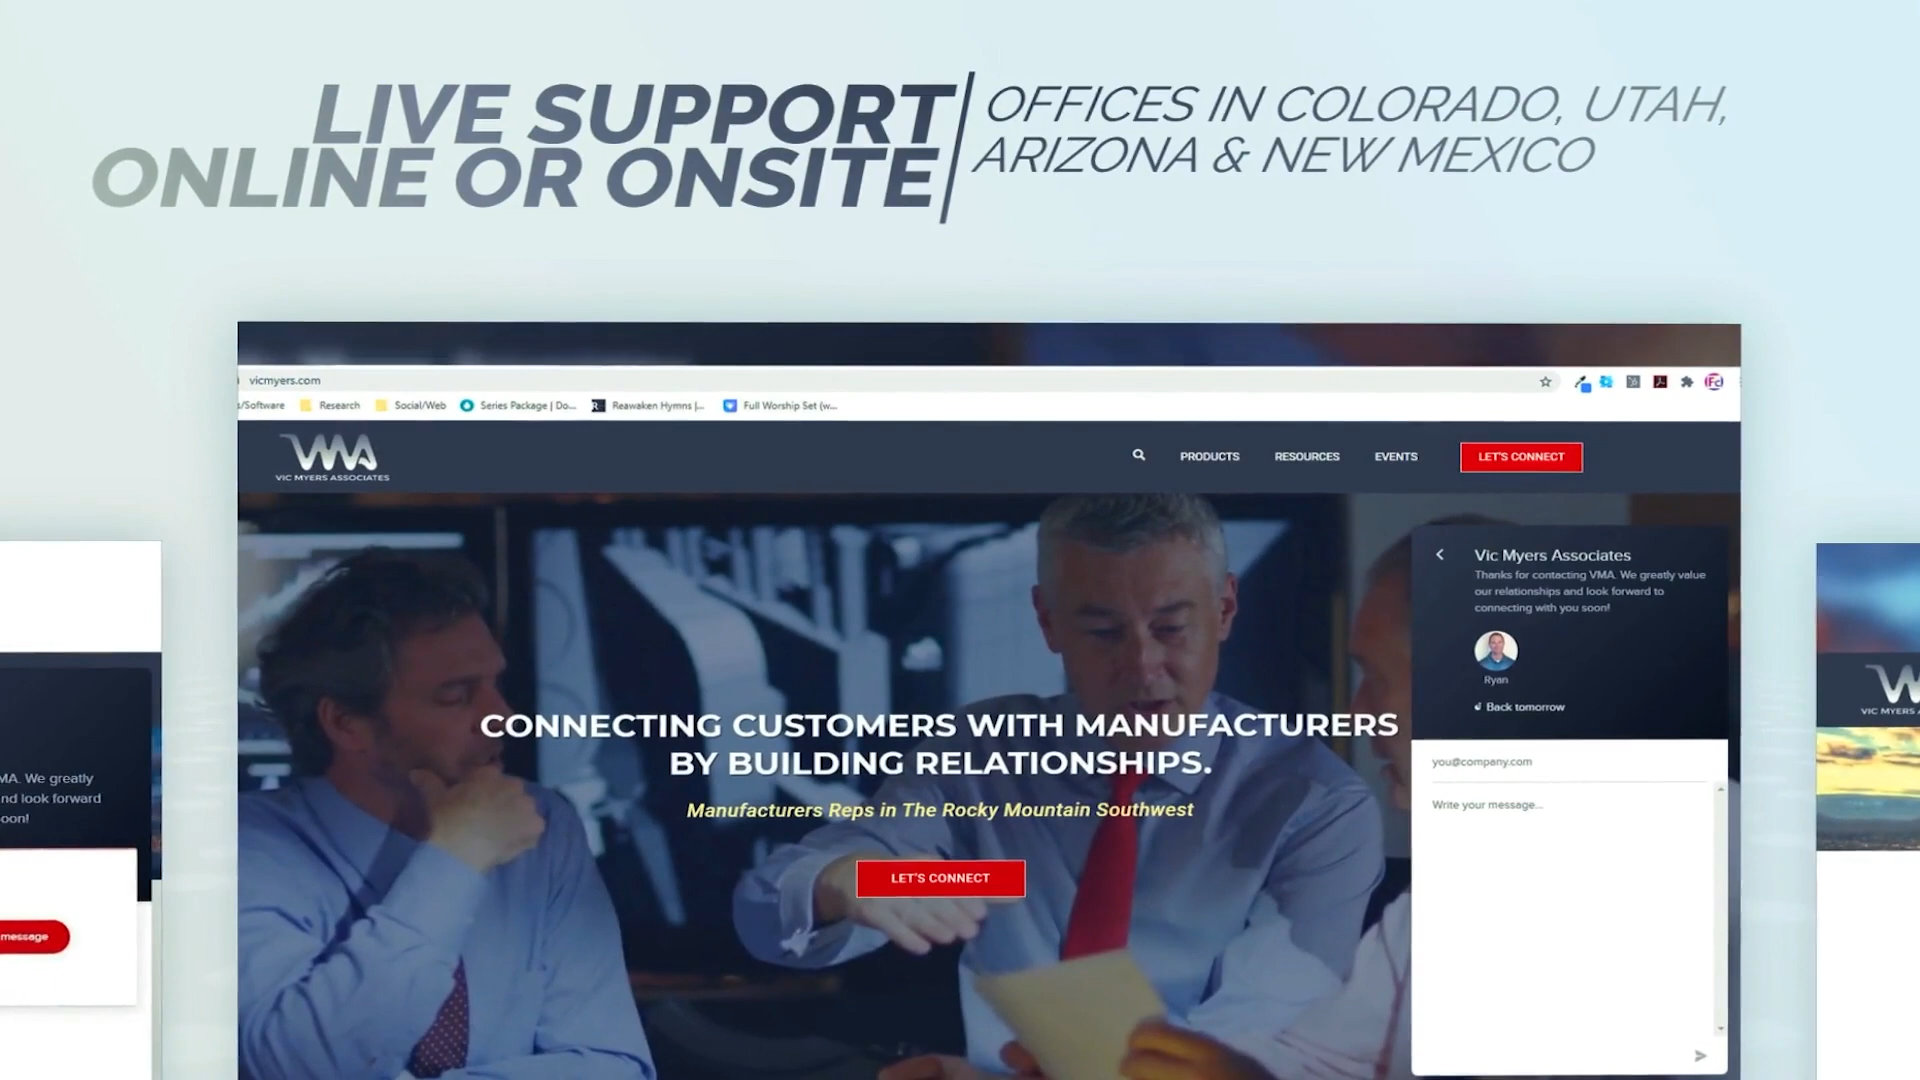 LIVE SUPPORT
ONLINE OR ONSITE
OFFICES IN COLORADO, UTAH,
ARIZONA & NEW MEXICO
vicmyers.com
s/Software
Research
Social/Web
Series Package | Do...
Reawaken Hymns |...
Full Worship Set (w...
VMA
VIC MYERS ASSOCIATES
PRODUCTS
RESOURCES
EVENTS
LET'S CONNECT
CONNECTING CUSTOMERS WITH MANUFACTURERS
BY BUILDING RELATIONSHIPS.
Manufacturers Reps in The Rocky Mountain Southwest
LET'S CONNECT
Vic Myers Associates
Thanks for contacting VMA. We greatly value
our relationships and look forward to
connecting with you soon!
Ryan
Back tomorrow
you@company.com
Write your message...
MA. We greatly
nd look forward
oon!
message
VIC MYERS